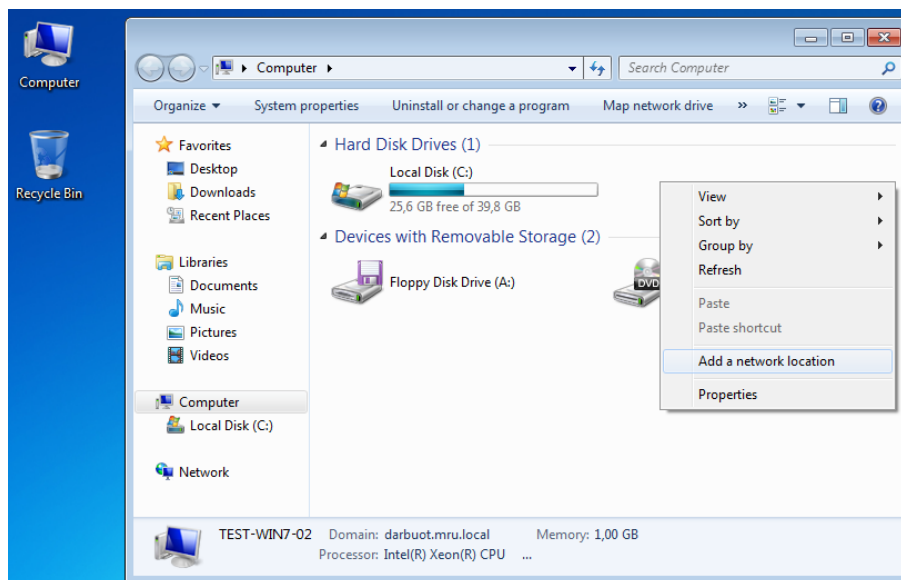 Computer
Recycle Bin
Computer
Search Computer
Organize
System properties
Uninstall or change a program
Map network drive
»
Favorites
Desktop
Downloads
Recent Places
Libraries
Documents
Music
Pictures
Videos
Computer
Local Disk (C:)
Network
Hard Disk Drives (1)
Local Disk (C:)
25,6 GB free of 39,8 GB
Devices with Removable Storage (2)
Floppy Disk Drive (A:)
DVD
View
Sort by
Group by
Refresh
Paste
Paste shortcut
Add a network location
Properties
TEST-WIN7-02 Domain: darbuot.mru.local Memory: 1,00 GB
Processor: Intel(R) Xeon(R) CPU ...